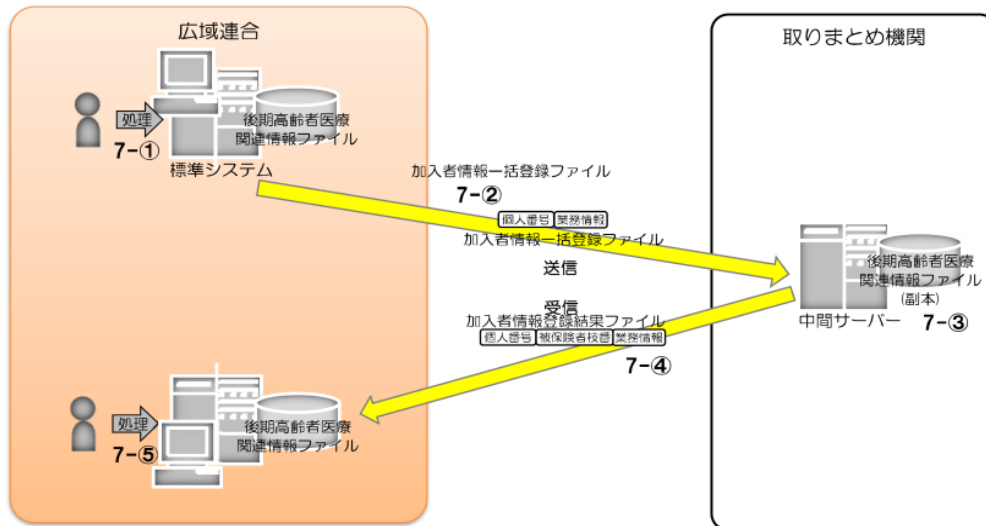 広域連合
取りまとめ機関
処理
7-①
後期高齢者医療
関連情報ファイル
標準システム
加入者情報一括登録ファイル
7-②
個人番号 業務情報
加入者情報一括登録ファイル
送信
後期高齢者医療
関連情報ファイル
(副本)
中間サーバー
7-③
受信
加入者情報登録結果ファイル
個人番号 被保険者枝番 業務情報
7-④
処理
7-⑤
後期高齢者医療
関連情報ファイル